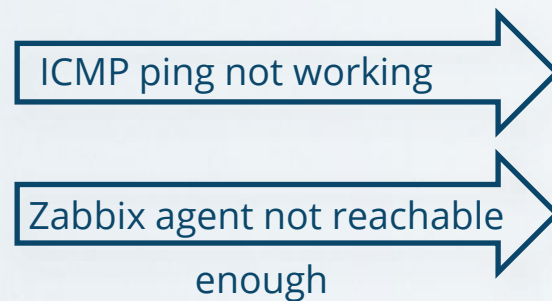 ICMP ping not working
Zabbix agent not reachable
enough